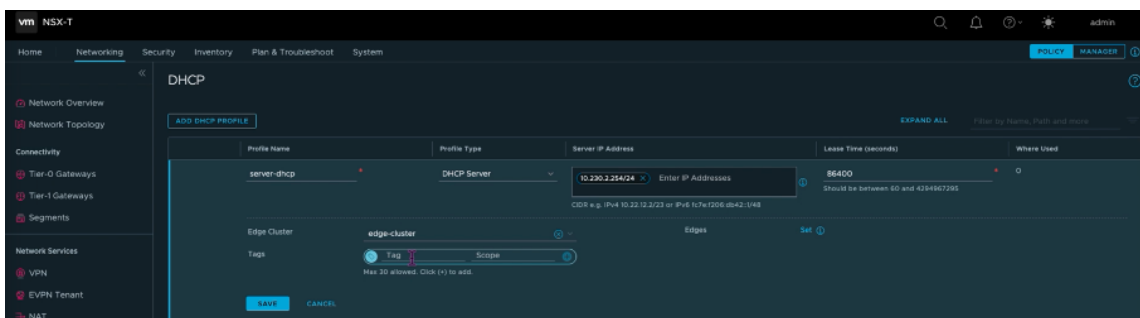 vm NSX-T admin
Home Networking Security Inventory Plan & Troubleshoot System POLICY MANAGER
DHCP
Network Overview
Network Topology
ADD DHCP PROFILE EXPAND ALL Filter by Name, Path and more
Connectivity
Profile Name Profile Type Server IP Address Lease Time (seconds) Where Used
Tier-0 Gateways
server-dhcp * DHCP Server 10.230.2.254/24 × Enter IP Addresses 86400 * 0
Should be between 60 and 4294967295
Tier-1 Gateways
CIDR e.g. IPv4 10.22.12.2/23 or IPv6 fc7e:f206:db42::1/48
Segments
Edge Cluster edge-cluster Edges Set
Network Services
Tags Tag Scope
Max 30 allowed. Click (+) to add.
VPN
EVPN Tenant
SAVE CANCEL
NAT